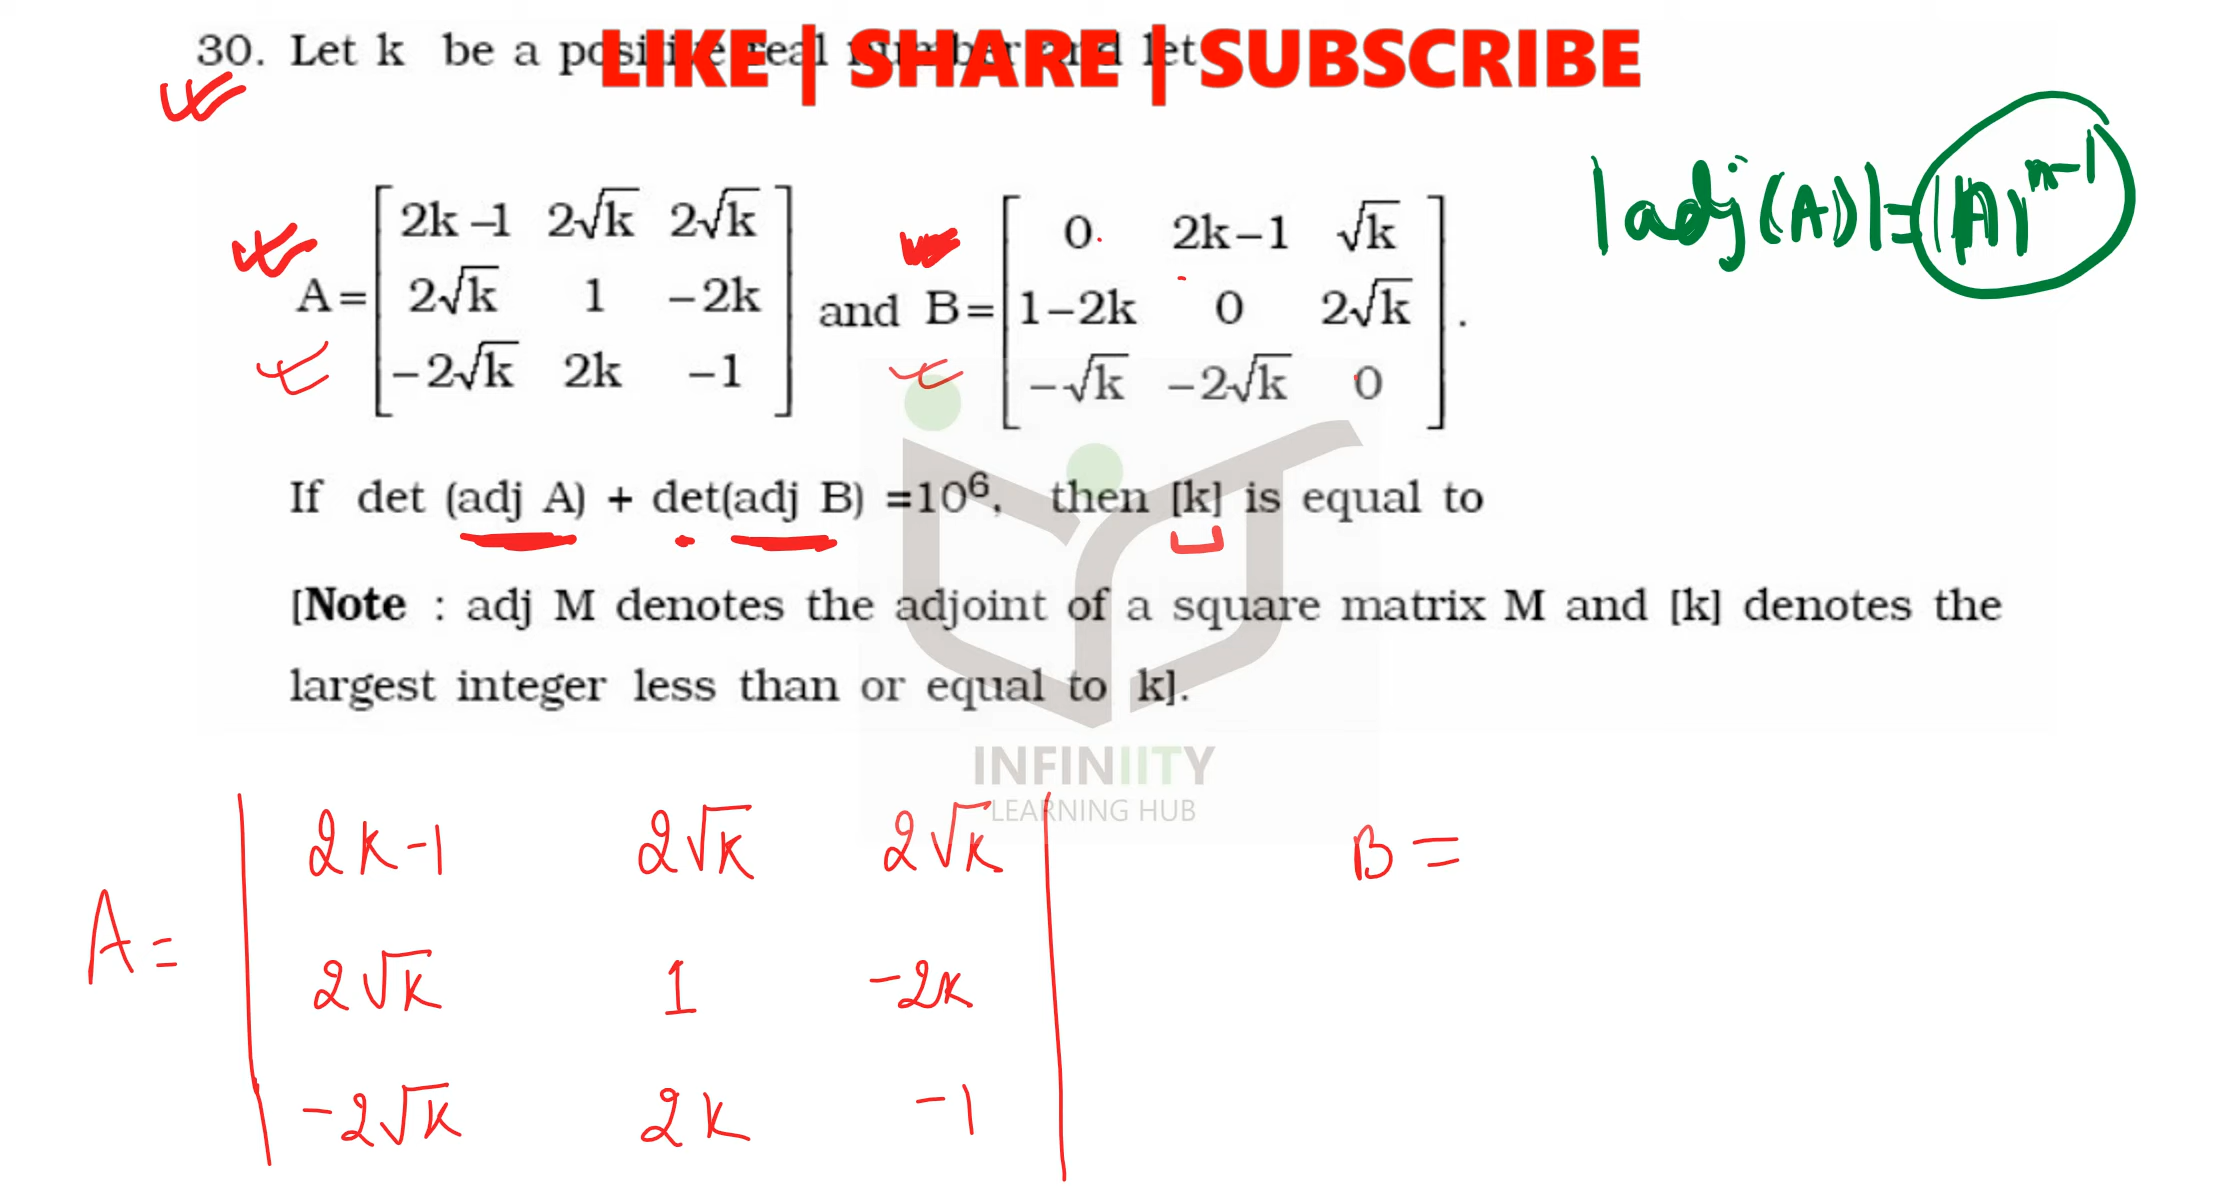 30. Let k be a positive real number and let
LIKE | SHARE | SUBSCRIBE
|adj(A)| = |A|ⁿ⁻¹
A = [2k−1 2√k 2√k
2√k 1 −2k
−2√k 2k −1] and B = [0 2k−1 √k
1−2k 0 2√k
−√k −2√k 0].
If det (adj A) + det(adj B) =10⁶, then [k] is equal to
[Note : adj M denotes the adjoint of a square matrix M and [k] denotes the
largest integer less than or equal to k].
INFINIITY
LEARNING HUB
A = | 2k-1 2√k 2√k |
2√k 1 -2k
-2√k 2k -1
B =